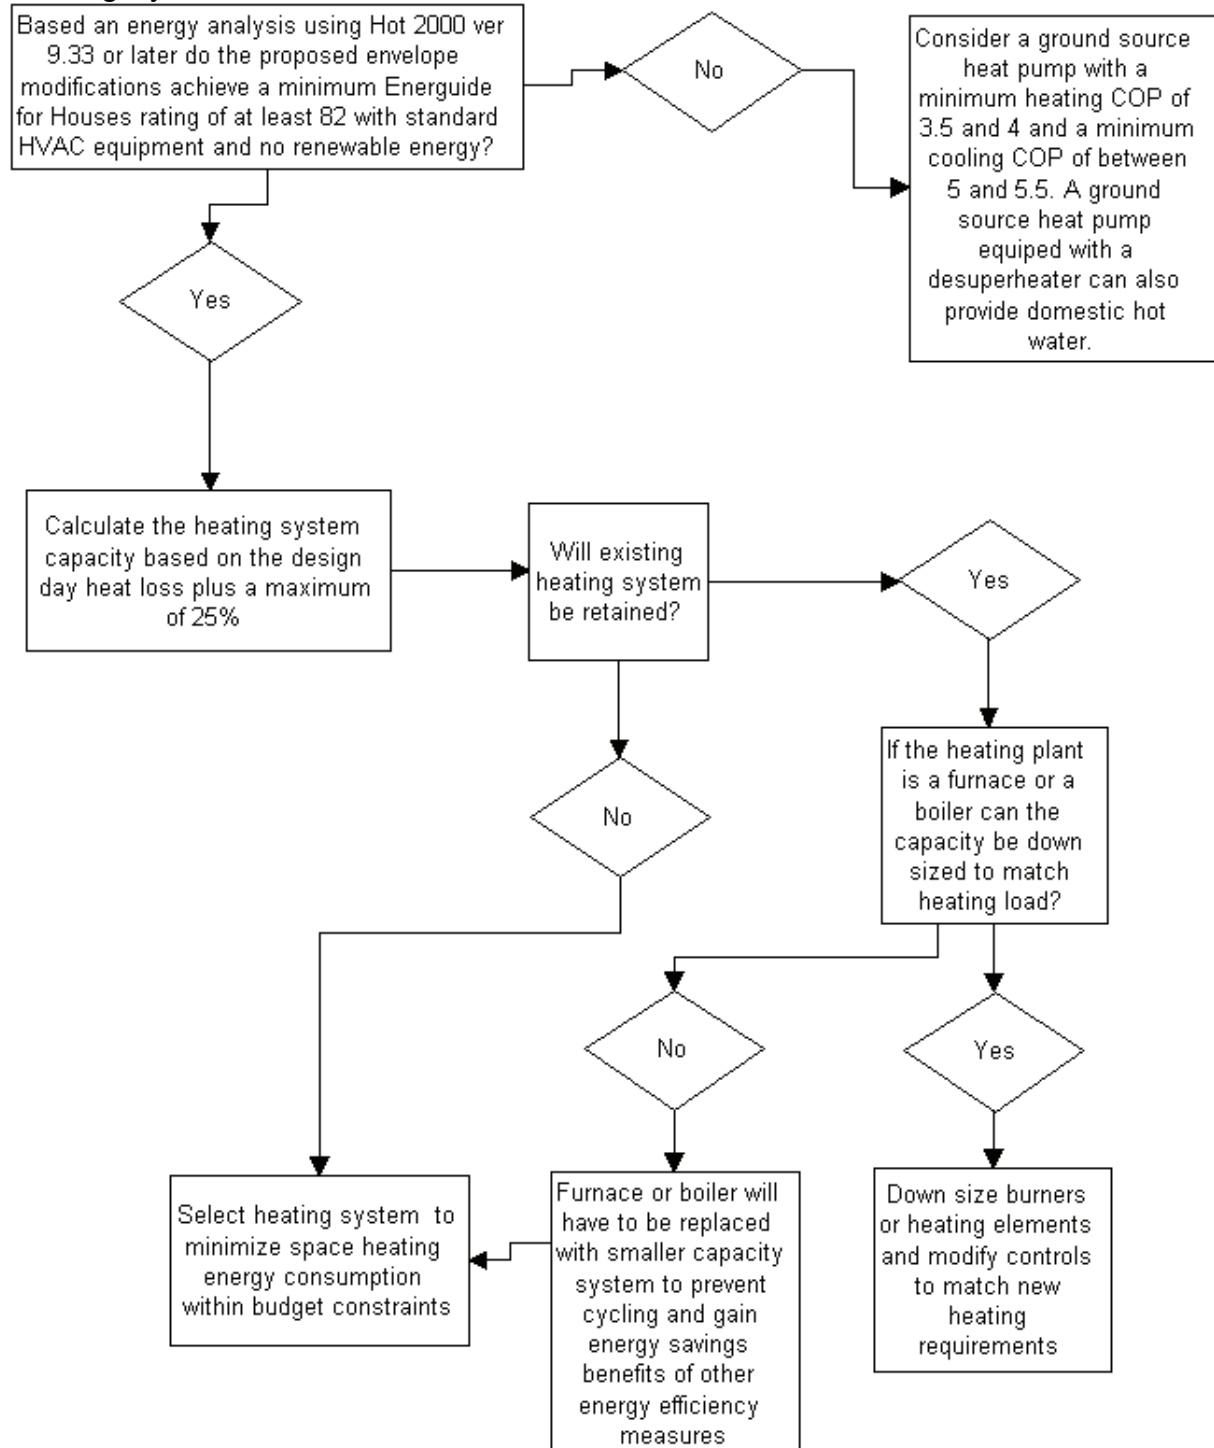 Based an energy analysis using Hot 2000 ver
9.33 or later do the proposed envelope
modifications achieve a minimum Energuide
for Houses rating of at least 82 with standard
HVAC equipment and no renewable energy?
No
Consider a ground source
heat pump with a
minimum heating COP of
3.5 and 4 and a minimum
cooling COP of between
5 and 5.5. A ground
source heat pump
equiped with a
desuperheater can also
provide domestic hot
water.
Yes
Calculate the heating system
capacity based on the design
day heat loss plus a maximum
of 25%
Will existing
heating system
be retained?
Yes
No
If the heating plant
is a furnace or a
boiler can the
capacity be down
sized to match
heating load?
No
Yes
Select heating system to
minimize space heating
energy consumption
within budget constraints
Furnace or boiler will
have to be replaced
with smaller capacity
system to prevent
cycling and gain
energy savings
benefits of other
energy efficiency
measures
Down size burners
or heating elements
and modify controls
to match new
heating
requirements